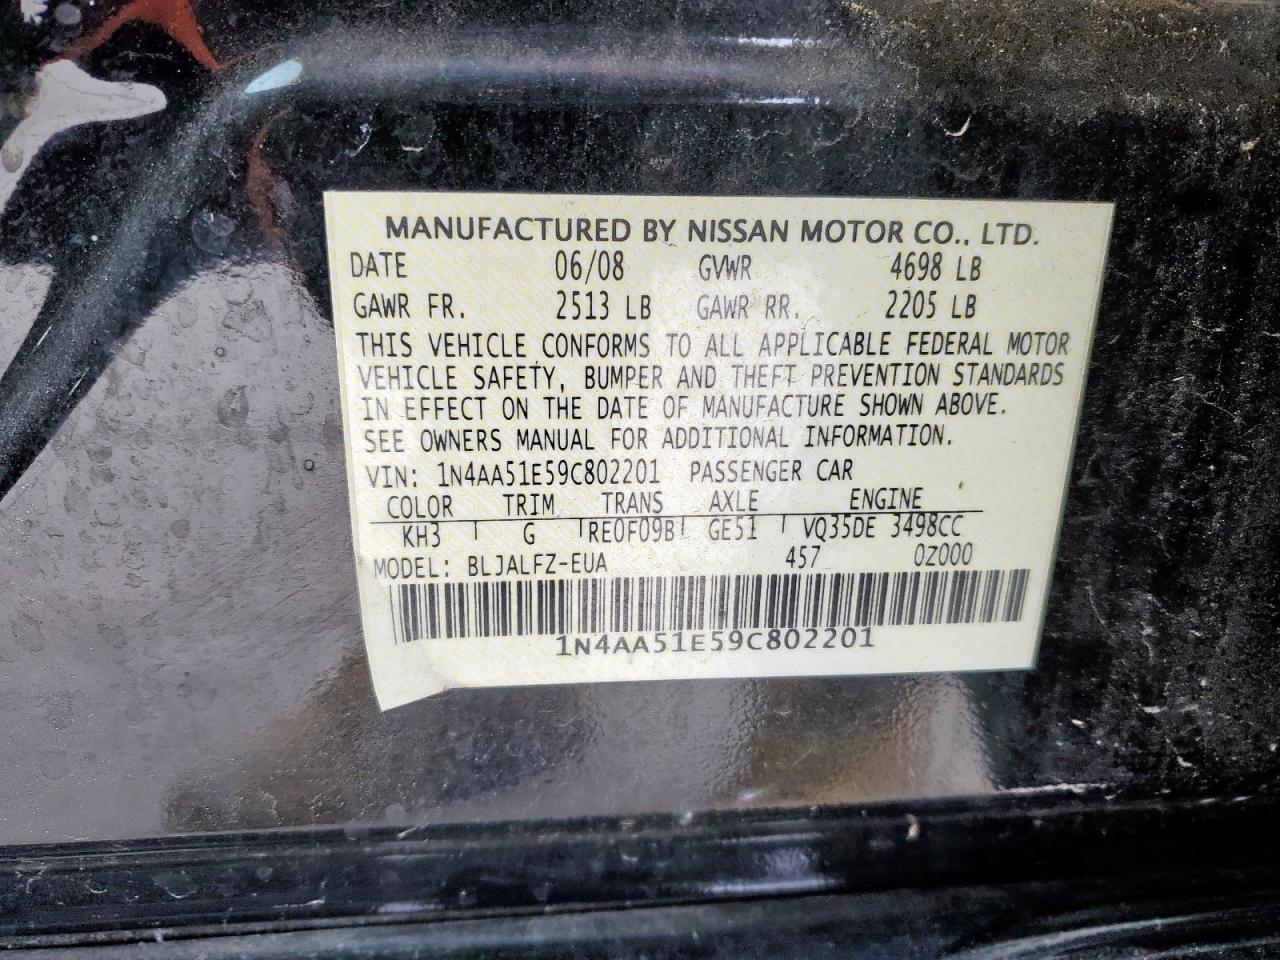 MANUFACTURED BY NISSAN MOTOR CO., LTD.
DATE 06/08 GVWR 4698 LB
GAWR FR. 2513 LB GAWR RR. 2205 LB
THIS VEHICLE CONFORMS TO ALL APPLICABLE FEDERAL MOTOR
VEHICLE SAFETY, BUMPER AND THEFT PREVENTION STANDARDS
IN EFFECT ON THE DATE OF MANUFACTURE SHOWN ABOVE.
SEE OWNERS MANUAL FOR ADDITIONAL INFORMATION.
VIN: 1N4AA51E59C802201 PASSENGER CAR
COLOR TRIM TRANS AXLE ENGINE
KH3 G RE0F09B GE51 VQ35DE 3498CC
MODEL: BLJALFZ-EUA 457 0Z000
1N4AA51E59C802201